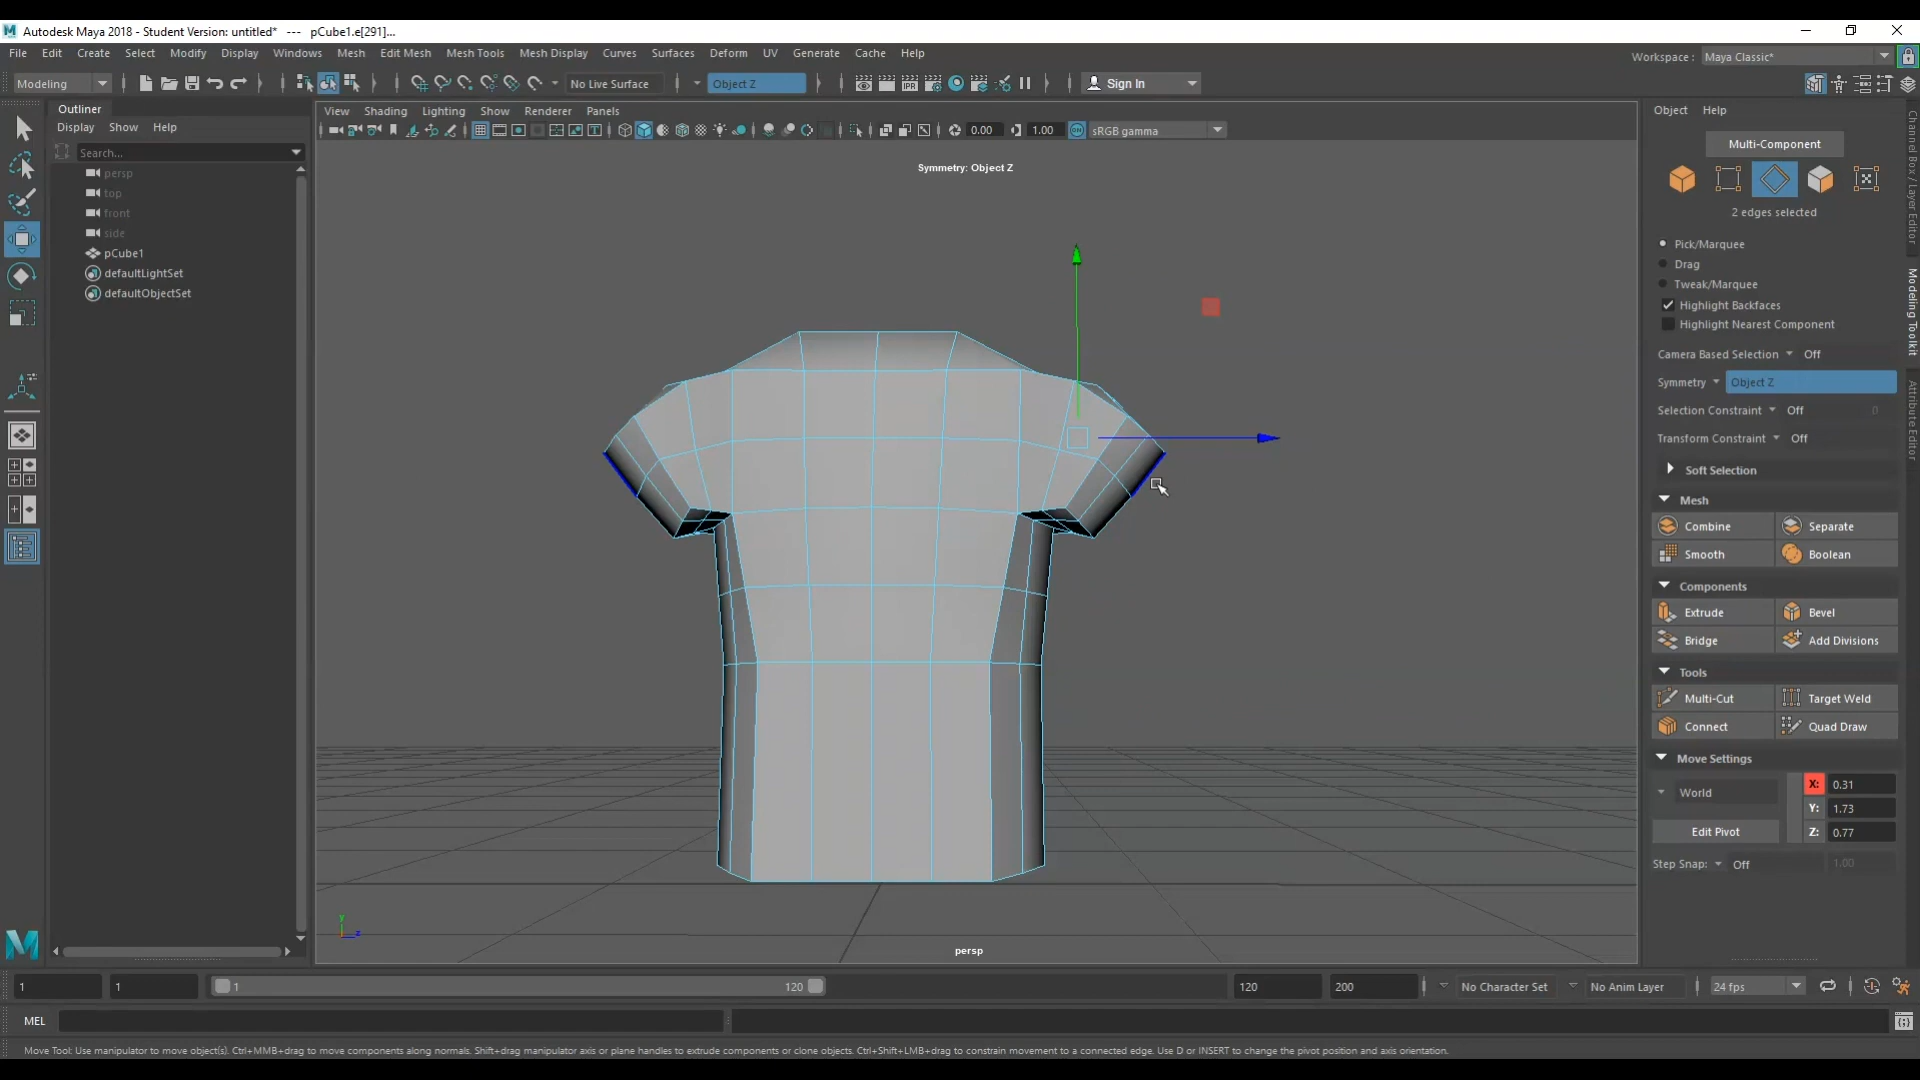 Autodesk Maya 2018 - Student Version: untitled* --- pCube1.e[291]...
File Edit Create Select Modify Display Windows Mesh Edit Mesh Mesh Tools Mesh Display Curves Surfaces Deform UV Generate Cache Help
Workspace : Maya Classic*
Modeling No Live Surface Object Z Sign In
Outliner
Display Show Help
Search...
persp
top
front
side
pCube1
defaultLightSet
defaultObjectSet
View Shading Lighting Show Renderer Panels
0.00 1.00 sRGB gamma
Symmetry: Object Z
persp
Object Help
Multi-Component
2 edges selected
Pick/Marquee
Drag
Tweak/Marquee
Highlight Backfaces
Highlight Nearest Component
Camera Based Selection Off
Symmetry Object Z
Selection Constraint Off 0
Transform Constraint Off
Soft Selection
Mesh
Combine Separate
Smooth Boolean
Components
Extrude Bevel
Bridge Add Divisions
Tools
Multi-Cut Target Weld
Connect Quad Draw
Move Settings
World
Edit Pivot
X: 0.31
Y: 1.73
Z: 0.77
Step Snap: Off 1.00
Channel Box / Layer Editor
Modeling Toolkit
Attribute Editor
y
z
1 1 1 120 120 200 No Character Set No Anim Layer 24 fps
MEL
Move Tool: Use manipulator to move object(s). Ctrl+MMB+drag to move components along normals. Shift+drag manipulator axis or plane handles to extrude components or clone objects. Ctrl+Shift+LMB+drag to constrain movement to a connected edge. Use D or INSERT to change the pivot position and axis orientation.